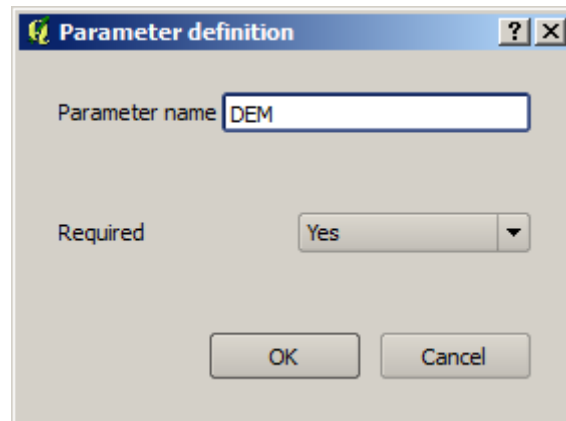 Parameter definition
Parameter name DEM
Required Yes
OK Cancel